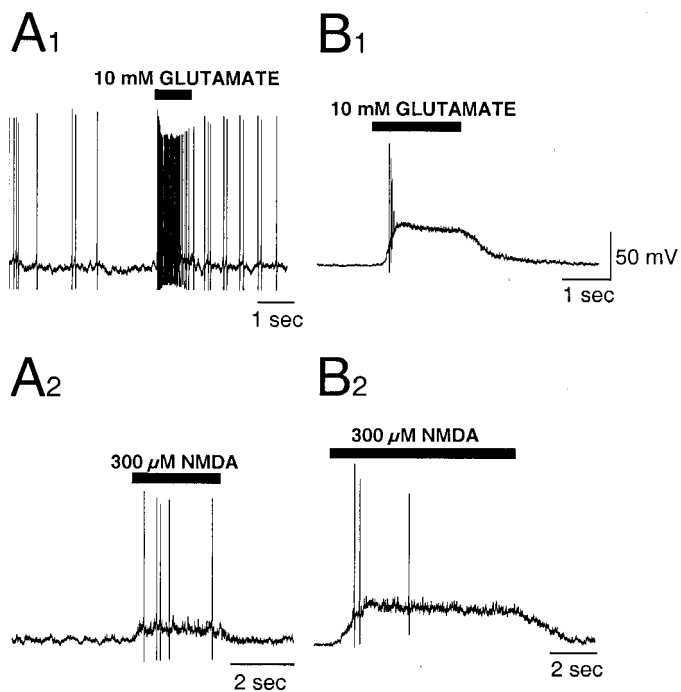 A1
10 mM GLUTAMATE
1 sec
B1
10 mM GLUTAMATE
50 mV
1 sec
A2
300 µM NMDA
2 sec
B2
300 µM NMDA
2 sec